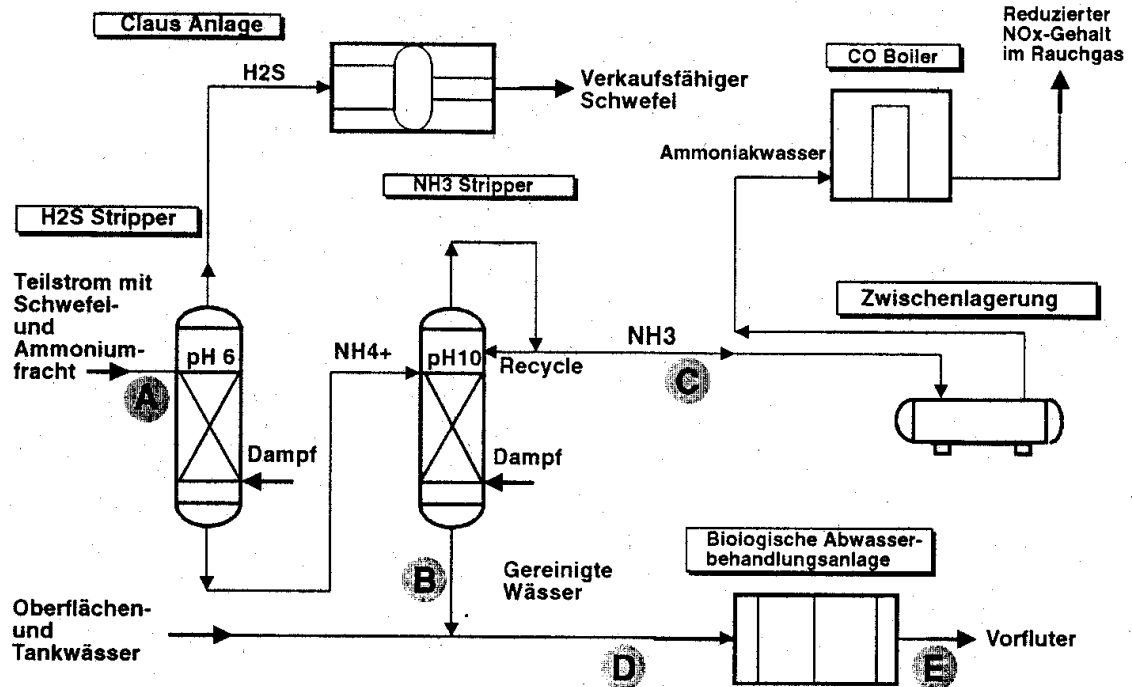 Claus Anlage
H2S
Verkaufsfähiger
Schwefel
Reduzierter
NOx-Gehalt
im Rauchgas
CO Boiler
Ammoniakwasser
NH3 Stripper
H2S Stripper
Teilstrom mit
Schwefel-
und
Ammonium-
fracht
A
pH 6
Dampf
NH4+
pH10
Recycle
Dampf
NH3
C
Zwischenlagerung
B
Gereinigte
Wässer
Biologische Abwasser-
behandlungsanlage
Oberflächen-
und
Tankwässer
D
E
Vorfluter